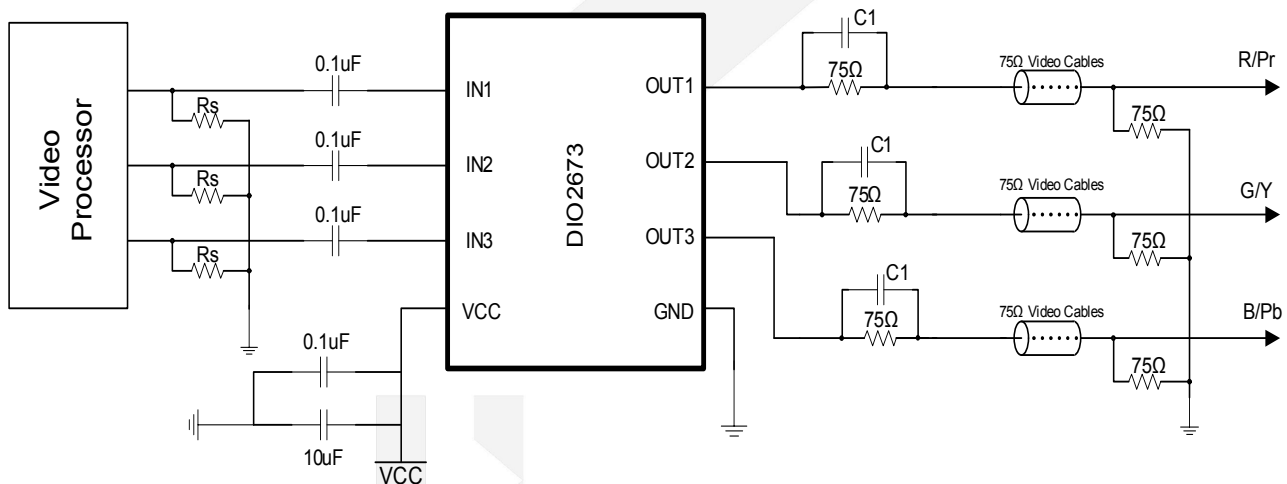 Video
Processor
Rs
Rs
Rs
0.1uF
0.1uF
0.1uF
0.1uF
10uF
VCC
IN1
IN2
IN3
VCC
DIO2673
OUT1
OUT2
OUT3
GND
C1
75Ω
75Ω Video Cables
75Ω
R/Pr
C1
75Ω
75Ω Video Cables
75Ω
G/Y
C1
75Ω
75Ω Video Cables
75Ω
B/Pb